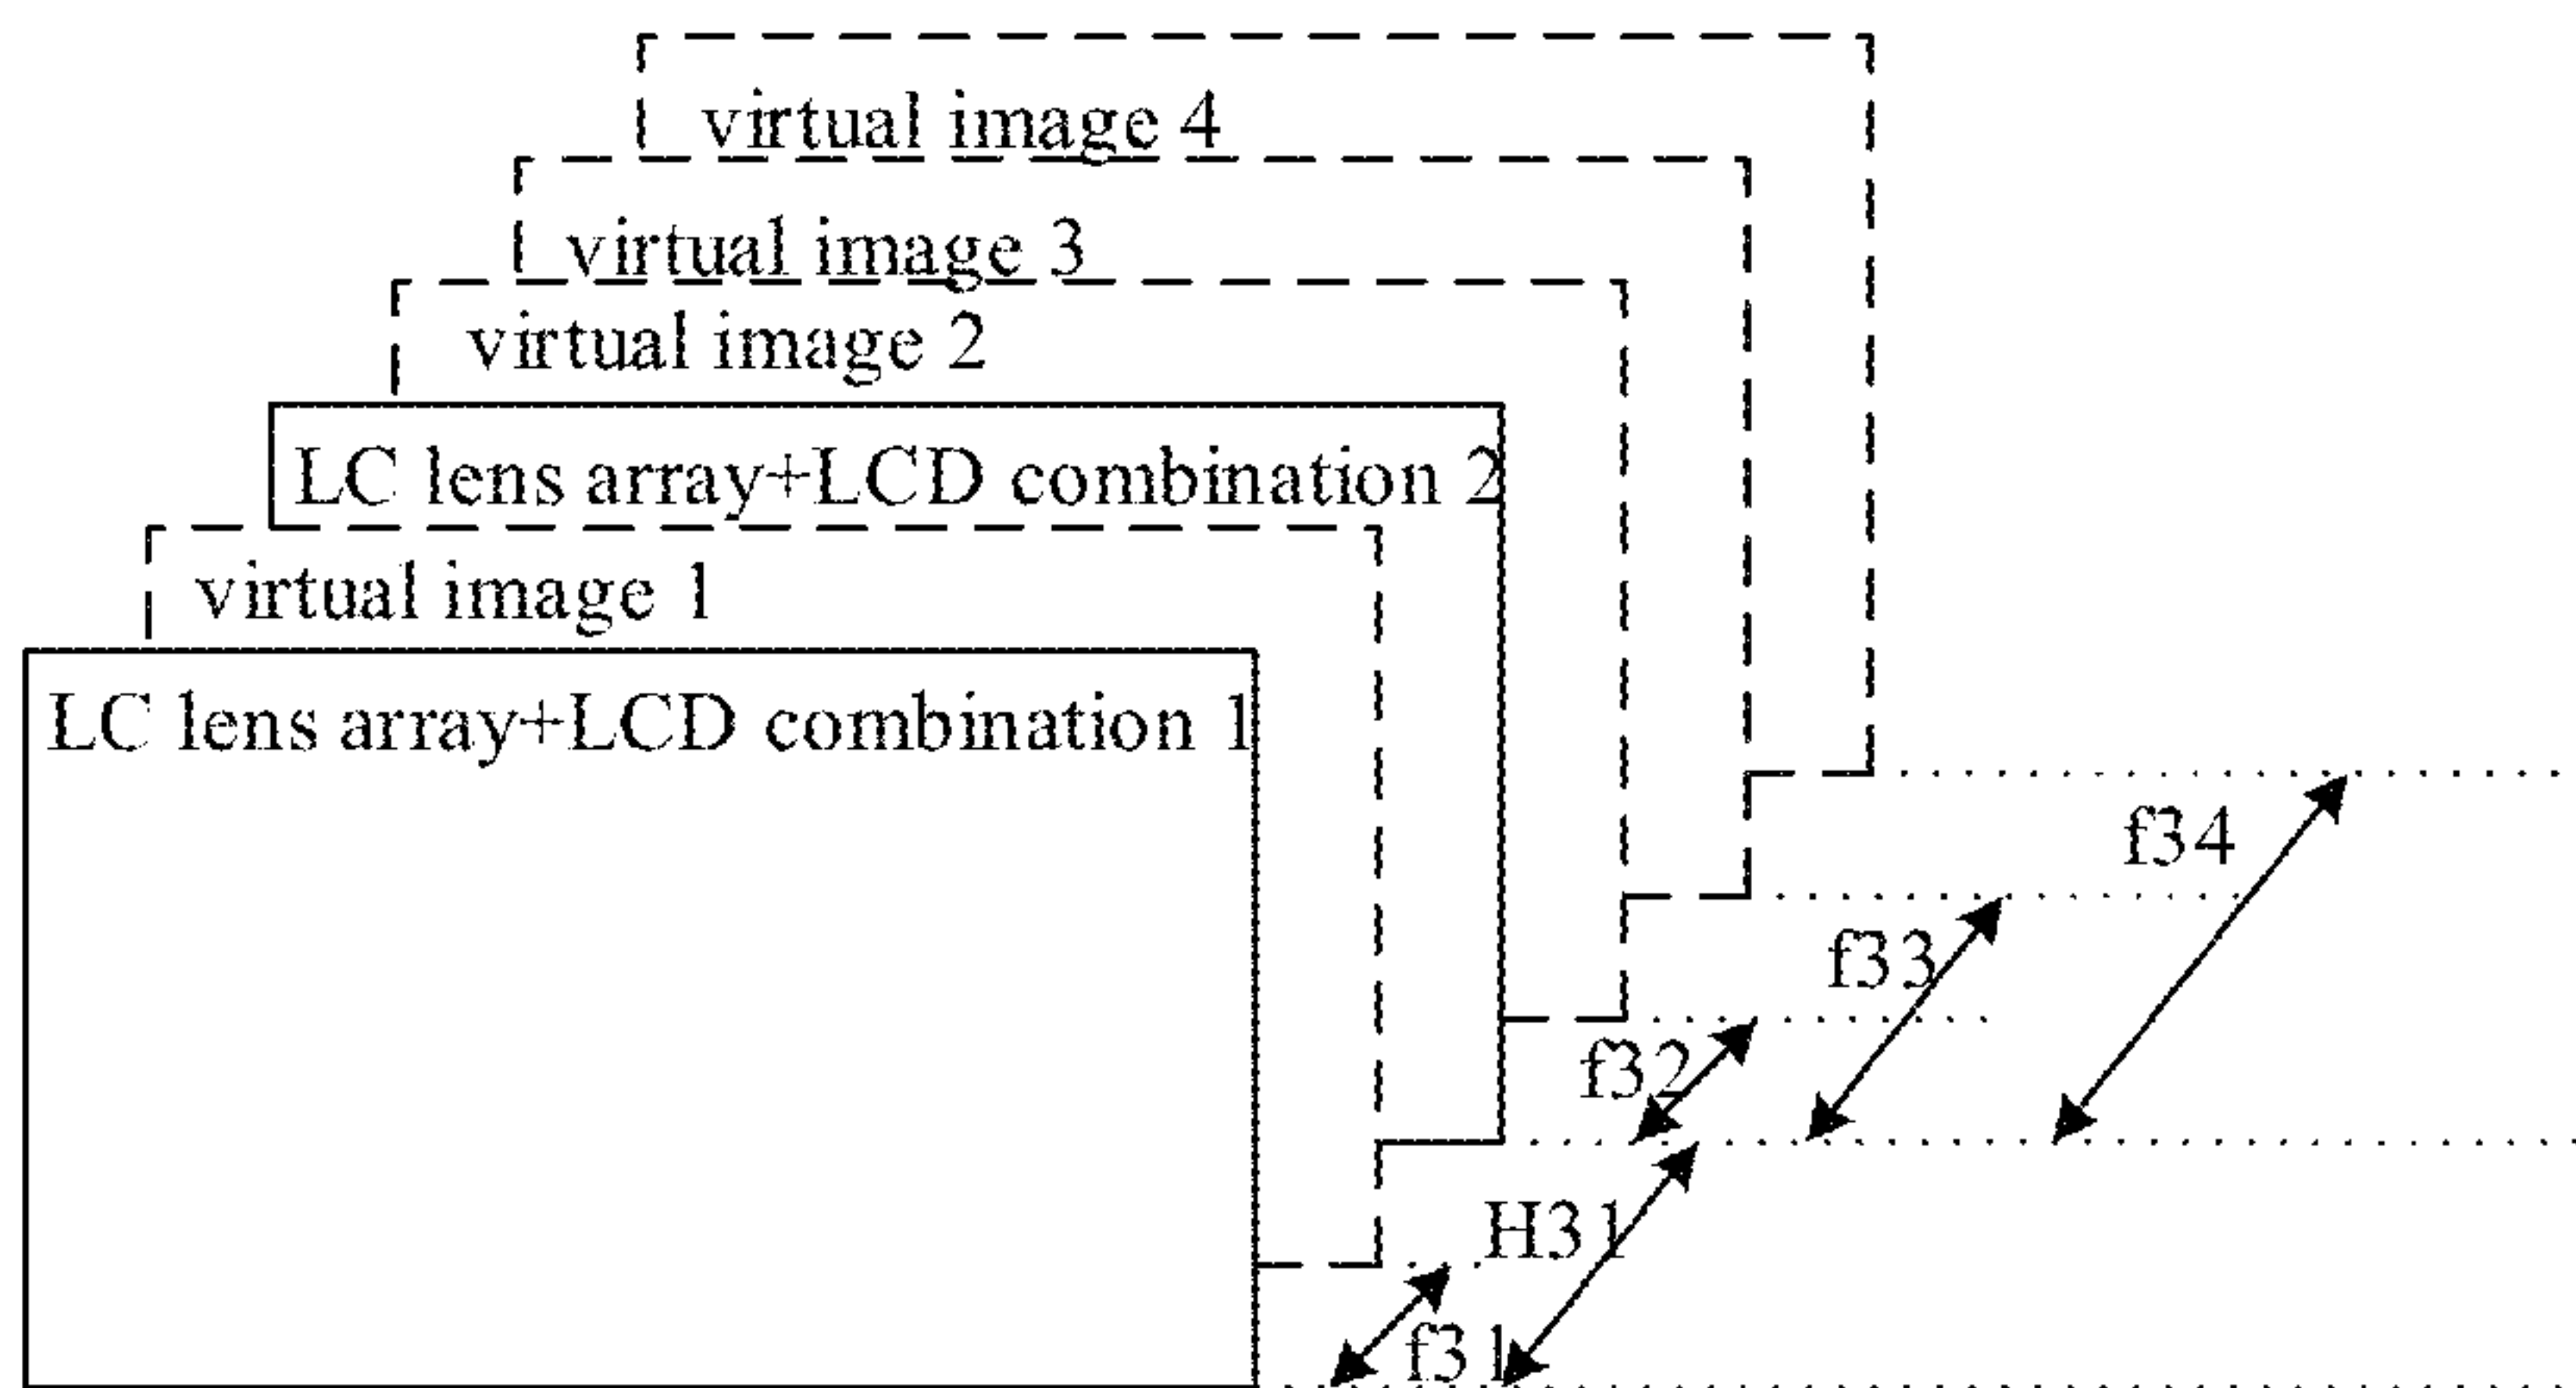 virtual image 4
virtual image 3
virtual image 2
LC lens array+LCD combination 2
virtual image 1
LC lens array+LCD combination 1
f34
f33
f32
H31
f31